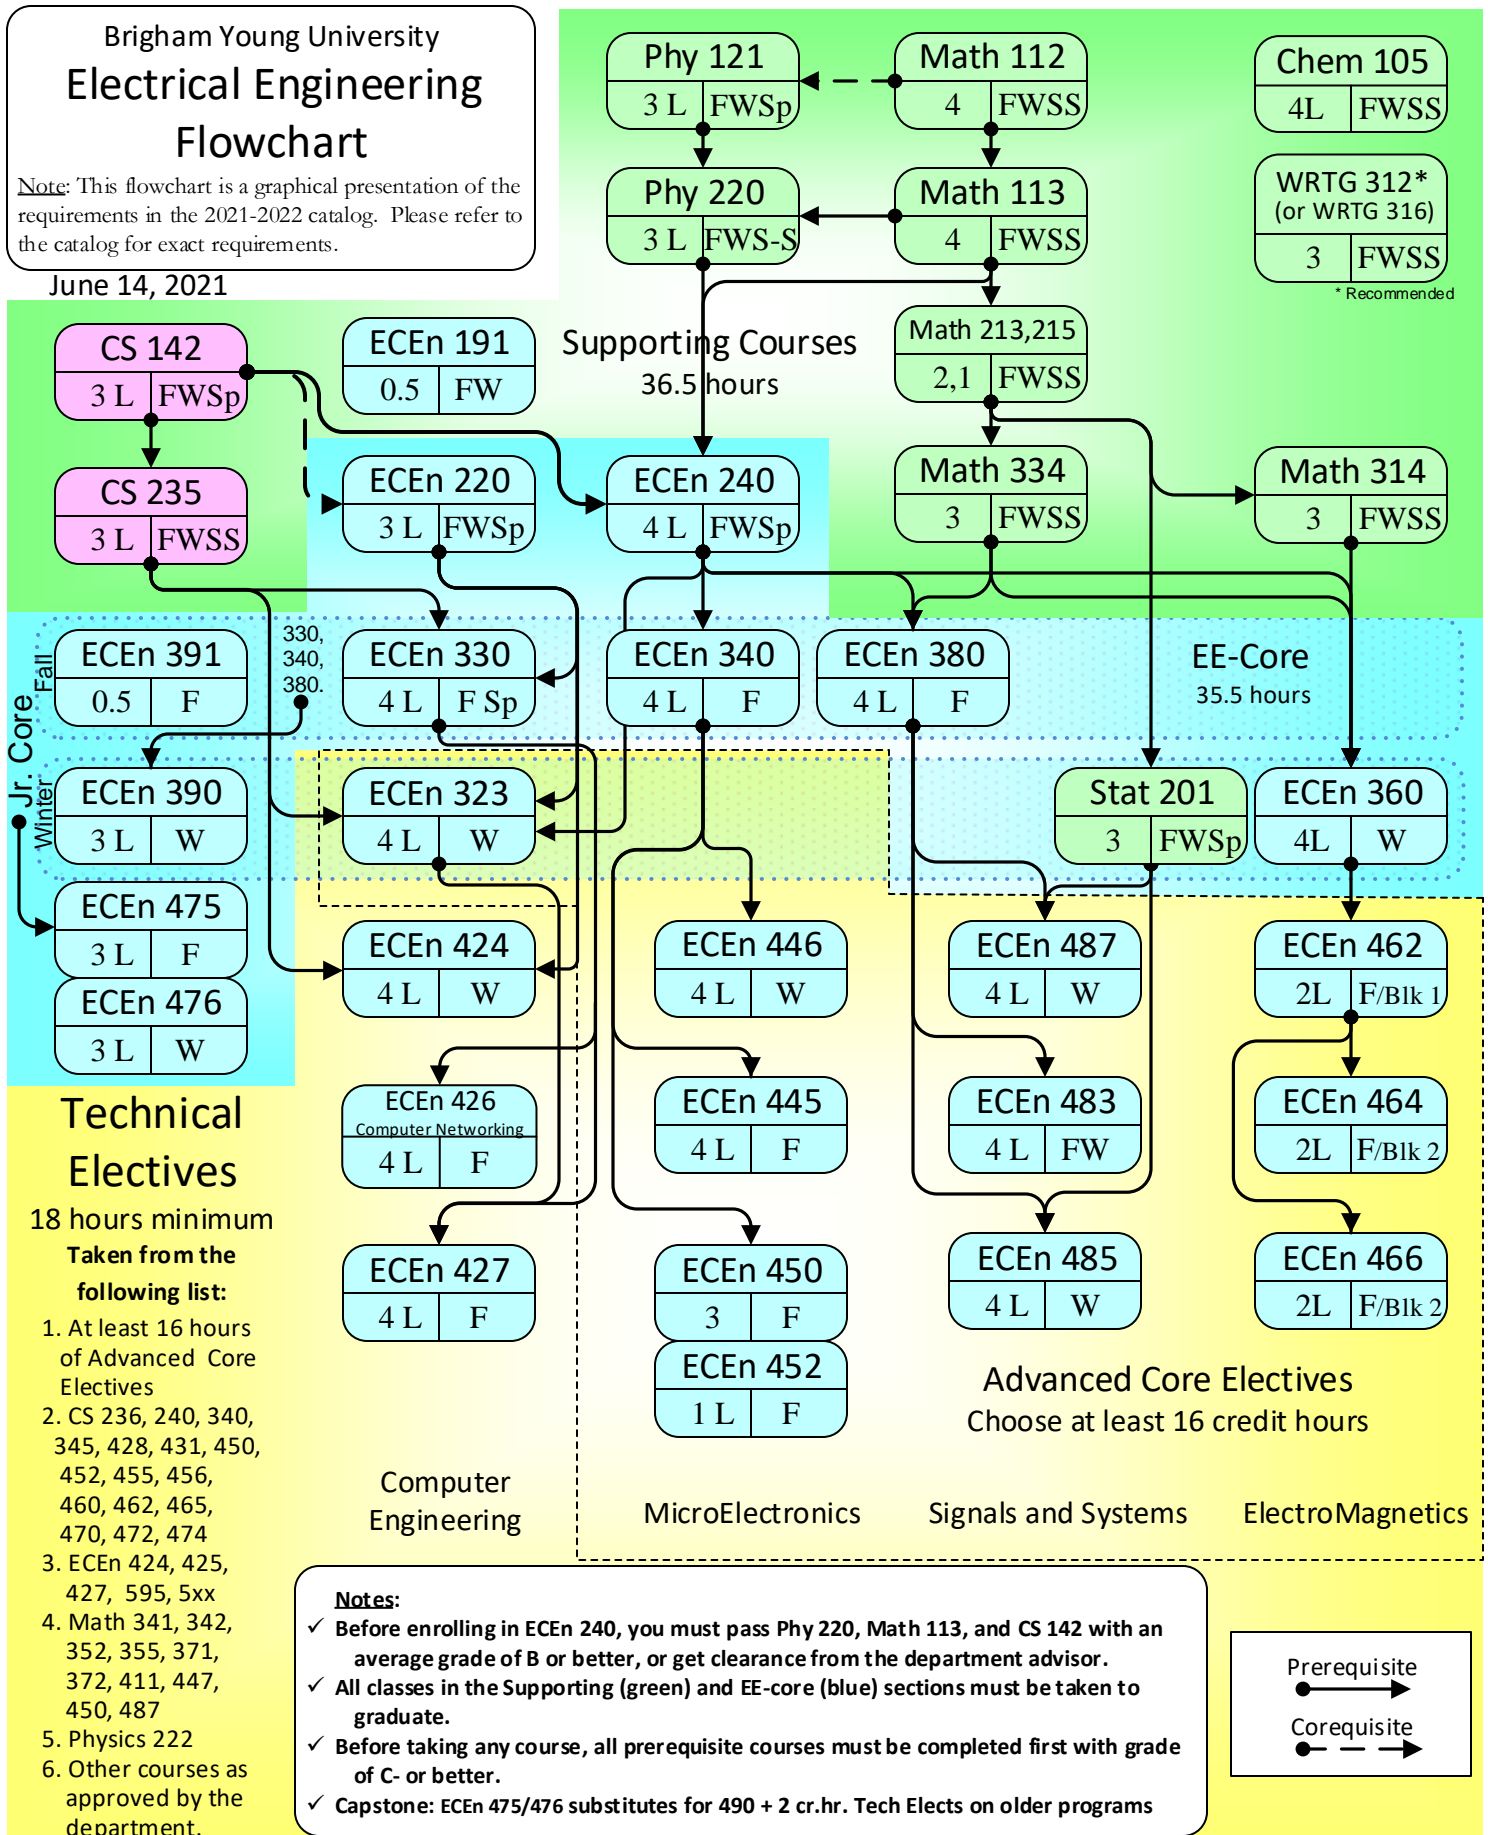 Brigham Young University
Electrical Engineering
Flowchart
Note: This flowchart is a graphical presentation of the
requirements in the 2021-2022 catalog. Please refer to
the catalog for exact requirements.
June 14, 2021
Phy 121
3 L FWSp
Math 112
4 FWSS
Chem 105
4L FWSS
Phy 220
3 L FWS-S
Math 113
4 FWSS
WRTG 312*
(or WRTG 316)
3 FWSS
* Recommended
CS 142
3 L FWSp
ECEn 191
0.5 FW
Supporting Courses
36.5 hours
Math 213,215
2,1 FWSS
CS 235
3 L FWSS
ECEn 220
3 L FWSp
ECEn 240
4 L FWSp
Math 334
3 FWSS
Math 314
3 FWSS
Jr. Core
Fall
Winter
ECEn 391
0.5 F
330,
340,
380.
ECEn 330
4 L F Sp
ECEn 340
4 L F
ECEn 380
4 L F
EE-Core
35.5 hours
ECEn 390
3 L W
ECEn 323
4 L W
Stat 201
3 FWSp
ECEn 360
4L W
ECEn 475
3 L F
ECEn 476
3 L W
ECEn 424
4 L W
ECEn 446
4 L W
ECEn 487
4 L W
ECEn 462
2L F/Blk 1
ECEn 426
Computer Networking
4 L F
ECEn 445
4 L F
ECEn 483
4 L FW
ECEn 464
2L F/Blk 2
ECEn 427
4 L F
ECEn 450
3 F
ECEn 452
1 L F
ECEn 485
4 L W
ECEn 466
2L F/Blk 2
Advanced Core Electives
Choose at least 16 credit hours
Computer
Engineering
MicroElectronics
Signals and Systems
ElectroMagnetics
Technical
Electives
18 hours minimum
Taken from the
following list:
1. At least 16 hours
of Advanced Core
Electives
2. CS 236, 240, 340,
345, 428, 431, 450,
452, 455, 456,
460, 462, 465,
470, 472, 474
3. ECEn 424, 425,
427, 595, 5xx
4. Math 341, 342,
352, 355, 371,
372, 411, 447,
450, 487
5. Physics 222
6. Other courses as
approved by the
department.
Notes:
✓ Before enrolling in ECEn 240, you must pass Phy 220, Math 113, and CS 142 with an
average grade of B or better, or get clearance from the department advisor.
✓ All classes in the Supporting (green) and EE-core (blue) sections must be taken to
graduate.
✓ Before taking any course, all prerequisite courses must be completed first with grade
of C- or better.
✓ Capstone: ECEn 475/476 substitutes for 490 + 2 cr.hr. Tech Elects on older programs
Prerequisite
Corequisite